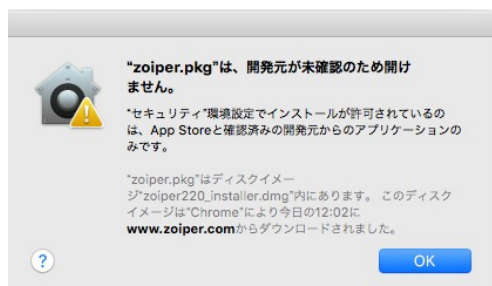 “zoiper.pkg”は、開発元が未確認のため開け
ません。
“セキュリティ”環境設定でインストールが許可されているの
は、App Storeと確認済みの開発元からのアプリケーションの
みです。
“zoiper.pkg”はディスクイメー
ジ“zoiper220_installer.dmg”内にあります。 このディスク
イメージは“Chrome”により今日の12:02に
www.zoiper.comからダウンロードされました。
?
OK